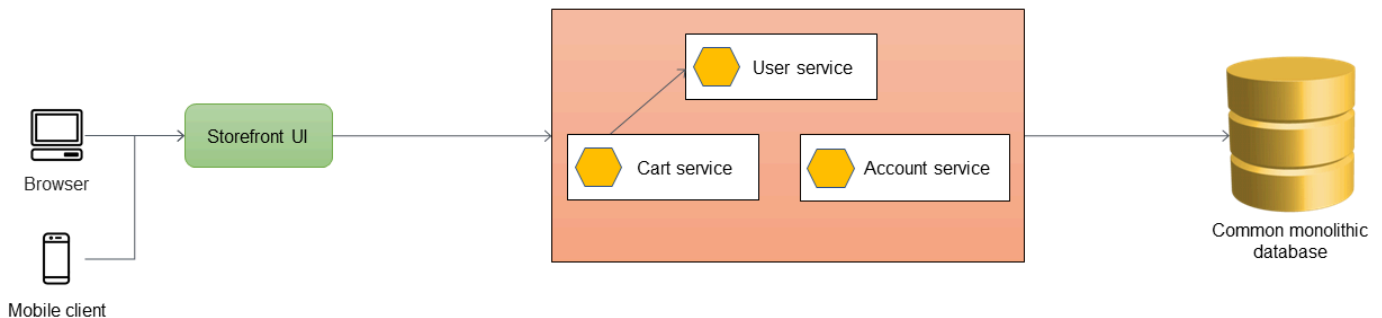 User service
Storefront UI
Cart service
Account service
Browser
Common monolithic
database
Mobile client